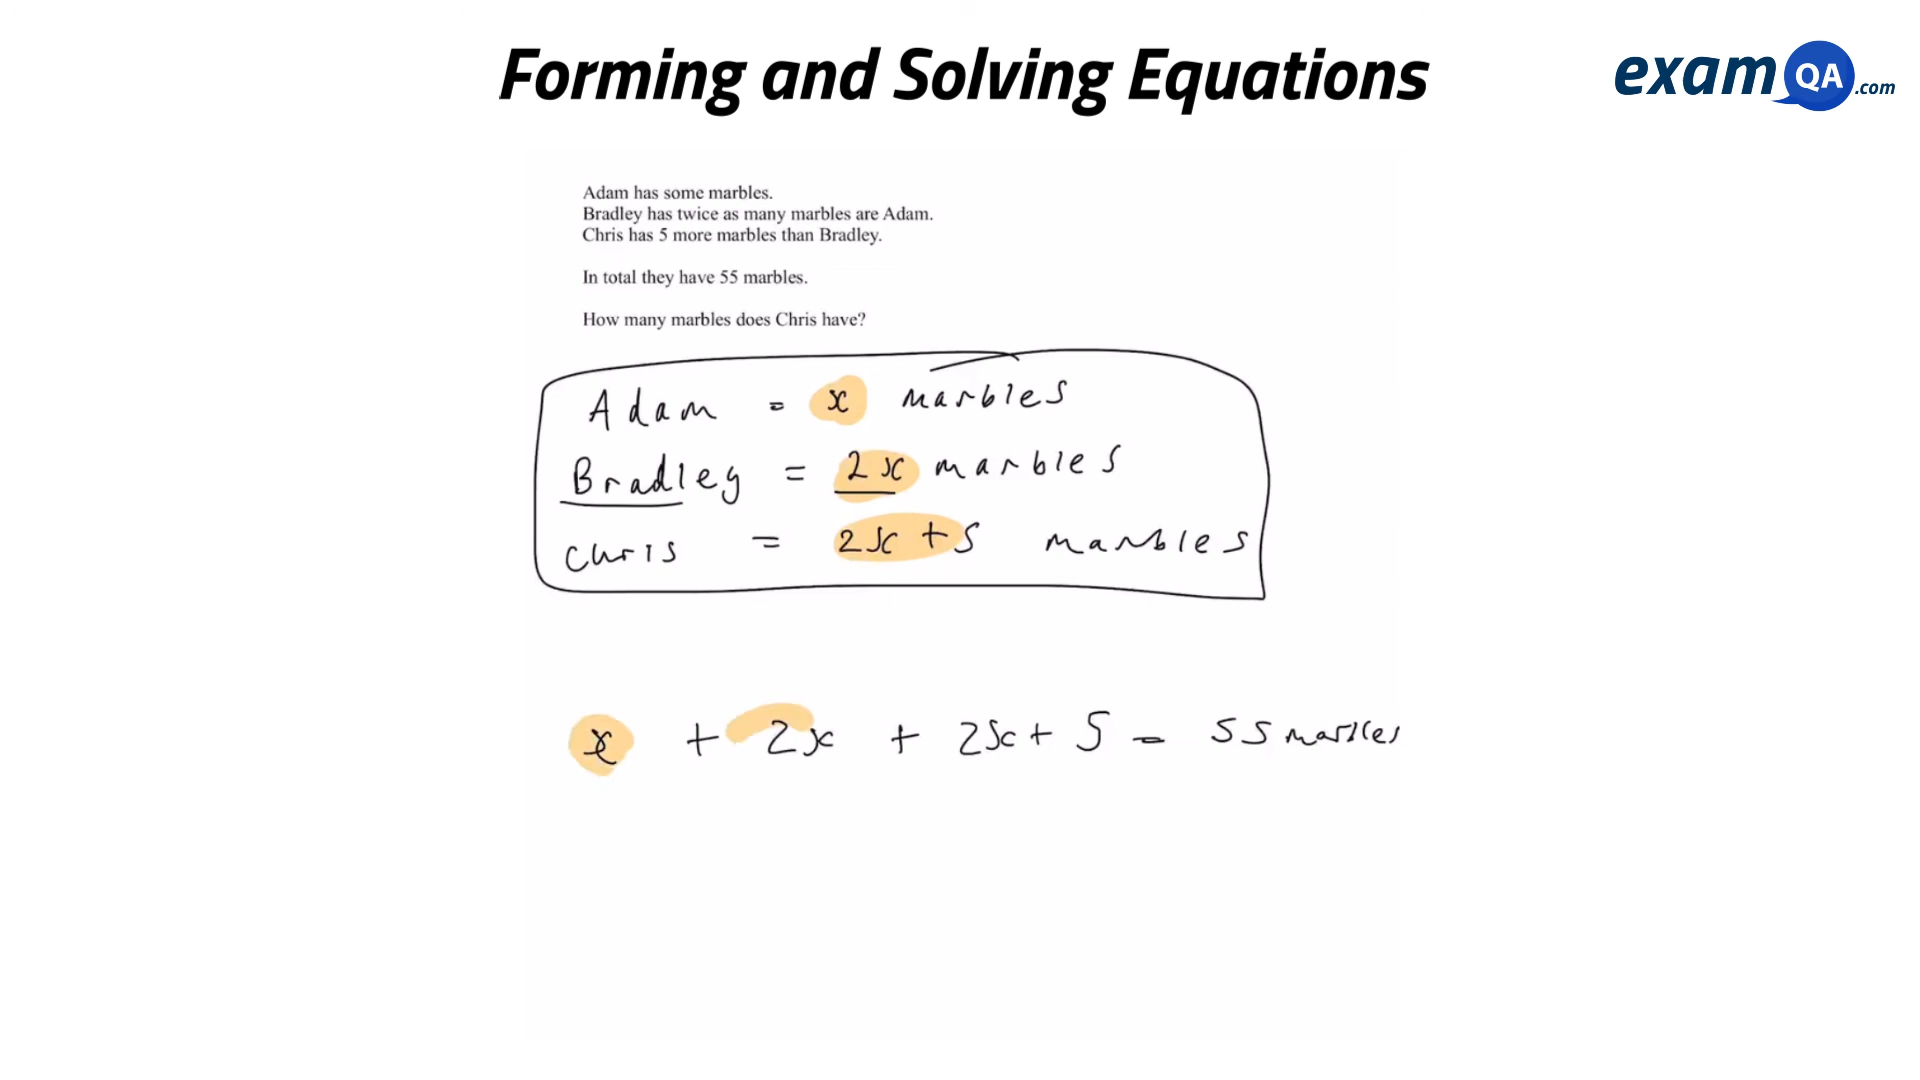 Forming and Solving Equations
examQA.com
Adam has some marbles.
Bradley has twice as many marbles are Adam.
Chris has 5 more marbles than Bradley.
In total they have 55 marbles.
How many marbles does Chris have?
Adam = x marbles
Bradley = 2x marbles
Chris = 2x + 5 marbles
x + 2x + 2x + 5 = 55 marbles